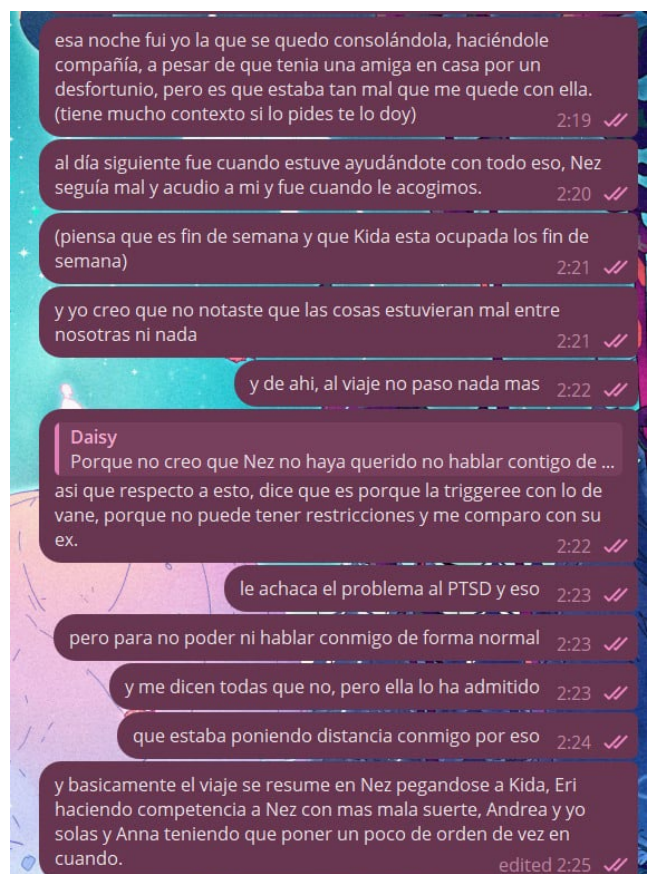 esa noche fui yo la que se quedo consolándola, haciéndole
compañía, a pesar de que tenia una amiga en casa por un
desfortunio, pero es que estaba tan mal que me quede con ella.
(tiene mucho contexto si lo pides te lo doy)
2:19
al día siguiente fue cuando estuve ayudándote con todo eso, Nez
seguía mal y acudio a mi y fue cuando le acogimos.
2:20
(piensa que es fin de semana y que Kida esta ocupada los fin de
semana)
2:21
y yo creo que no notaste que las cosas estuvieran mal entre
nosotras ni nada
2:21
y de ahi, al viaje no paso nada mas
2:22
Daisy
Porque no creo que Nez no haya querido no hablar contigo de ...
asi que respecto a esto, dice que es porque la triggeree con lo de
vane, porque no puede tener restricciones y me comparo con su
ex.
2:22
le achaca el problema al PTSD y eso
2:23
pero para no poder ni hablar conmigo de forma normal
2:23
y me dicen todas que no, pero ella lo ha admitido
2:23
que estaba poniendo distancia conmigo por eso
2:24
y basicamente el viaje se resume en Nez pegandose a Kida, Eri
haciendo competencia a Nez con mas mala suerte, Andrea y yo
solas y Anna teniendo que poner un poco de orden de vez en
cuando.
edited 2:25